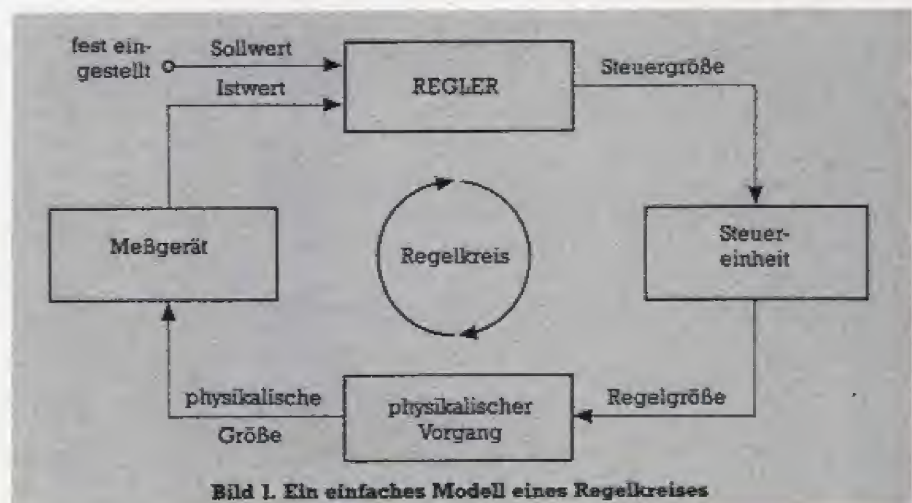 fest ein-
gestellt
Sollwert
Istwert
REGLER
Steuergröße
Meßgerät
Regelkreis
Steuer-
einheit
physikalische
Größe
physikalischer
Vorgang
Regelgröße
Bild 1. Ein einfaches Modell eines Regelkreises